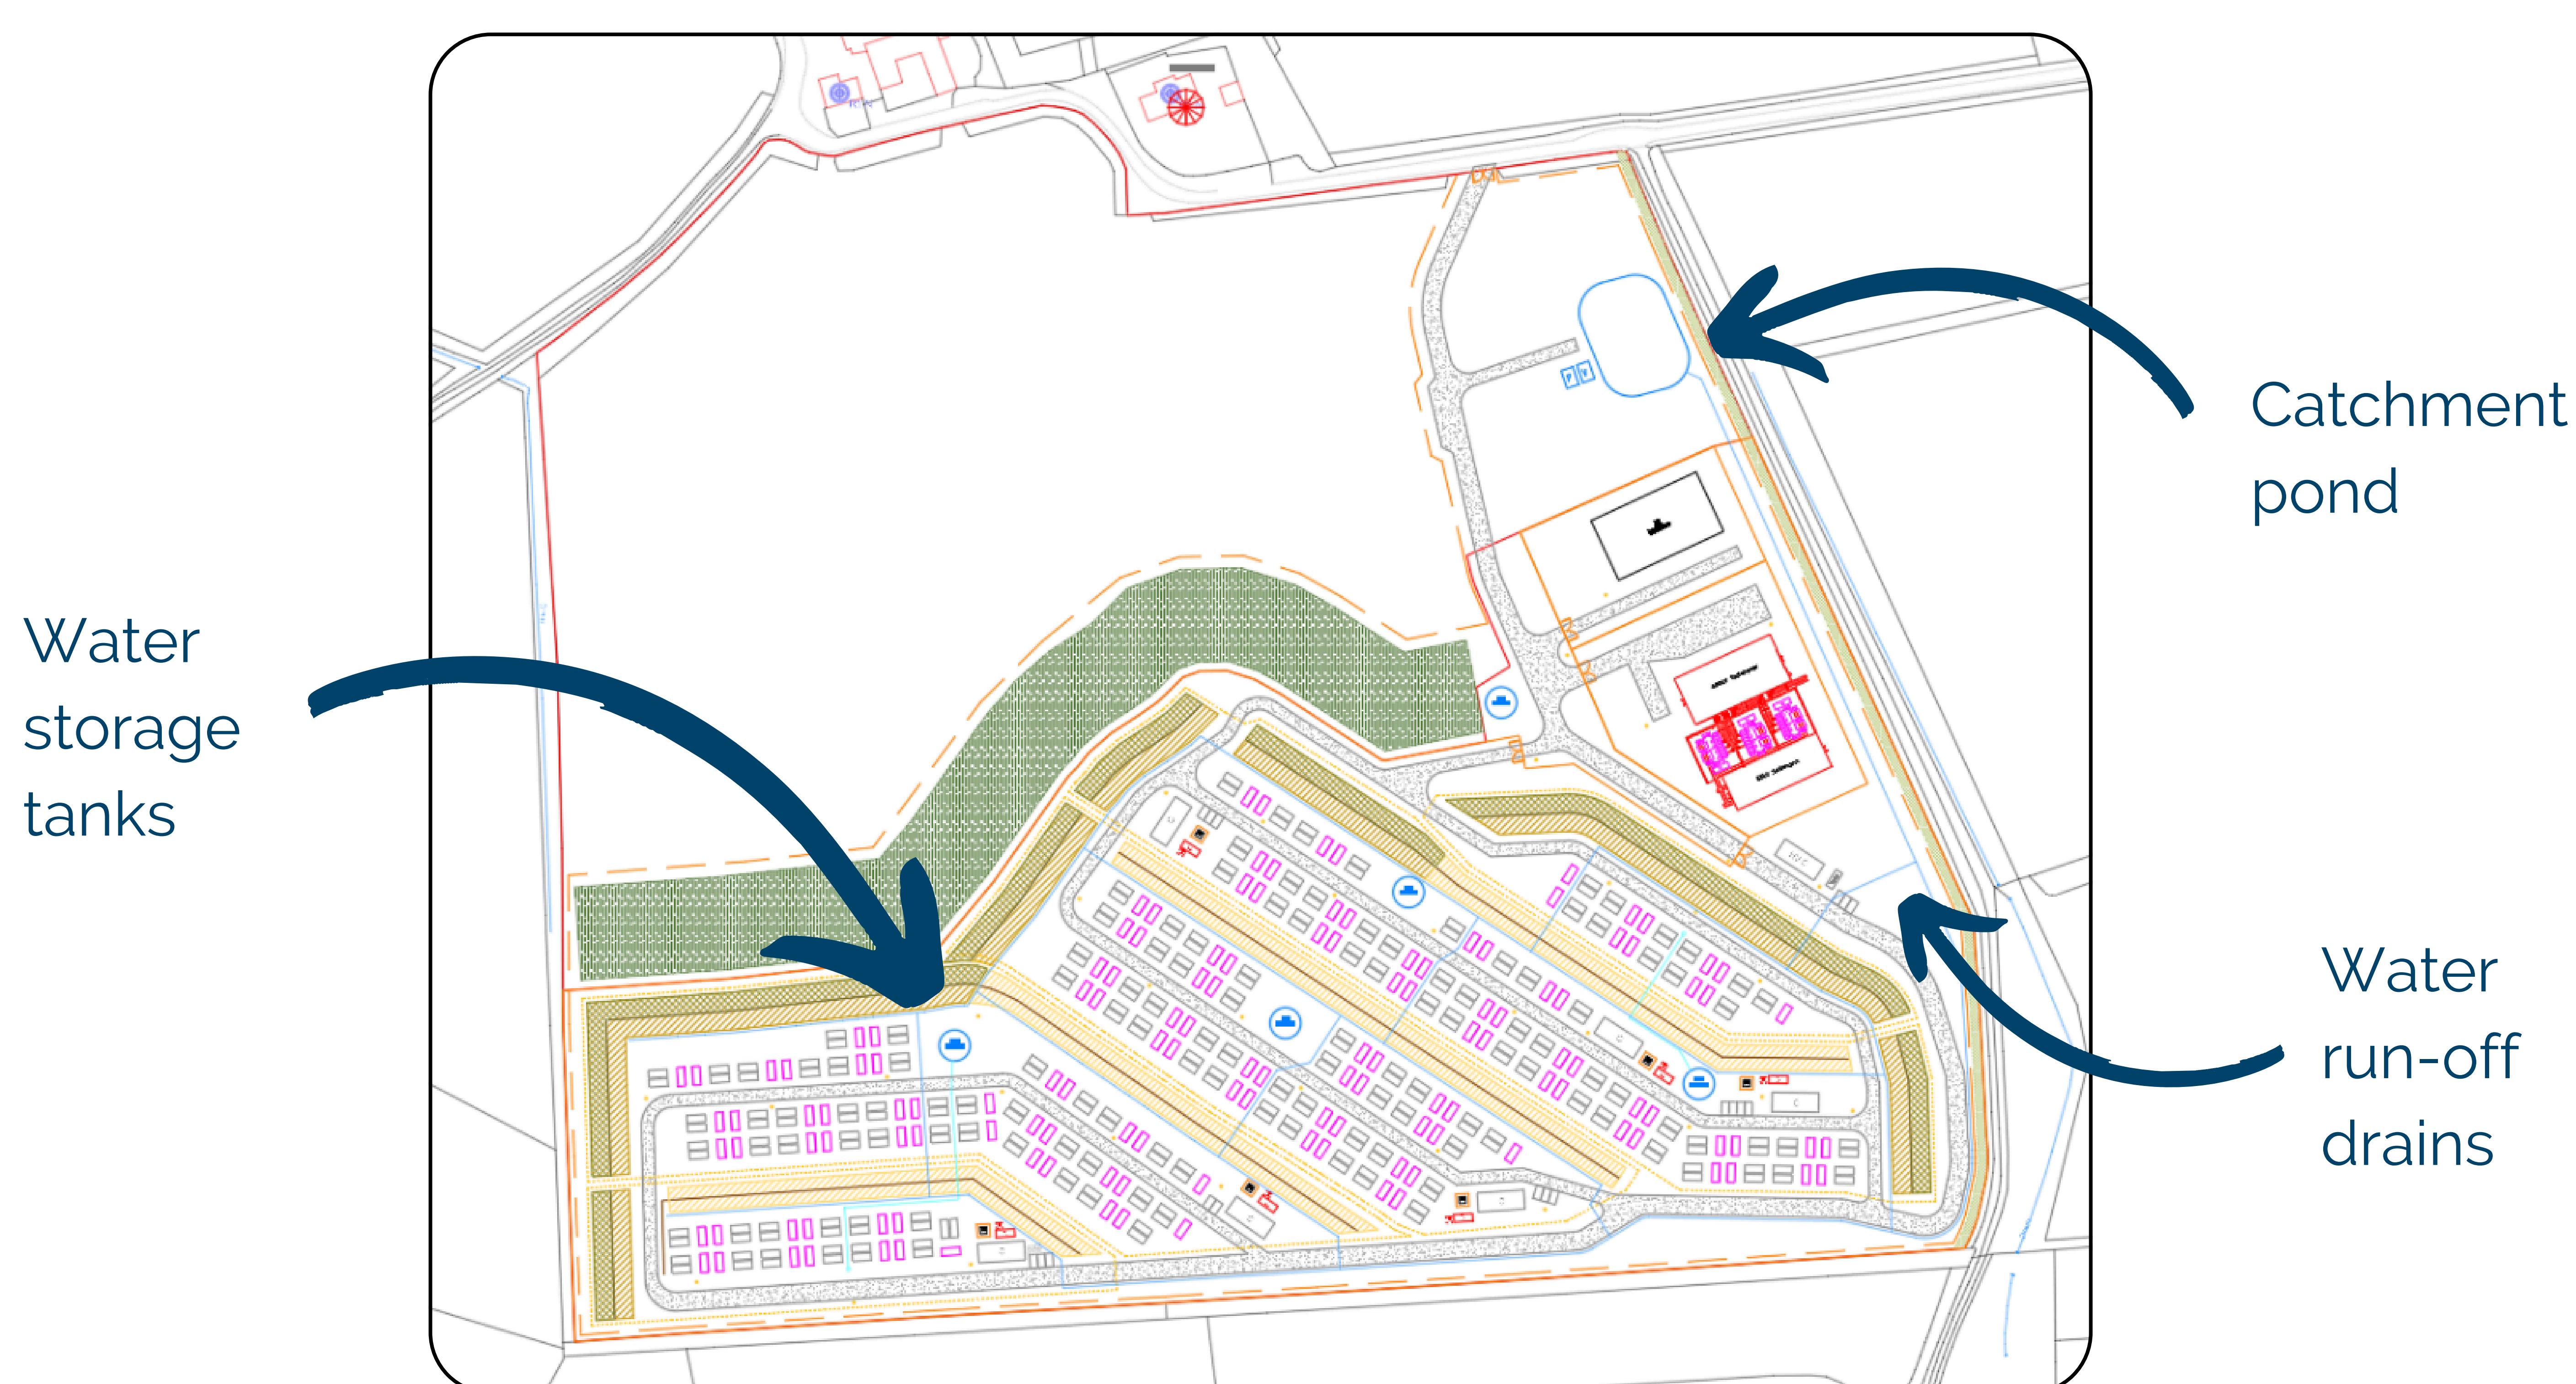 Catchment
pond
Water
storage
tanks
Water
run-off
drains